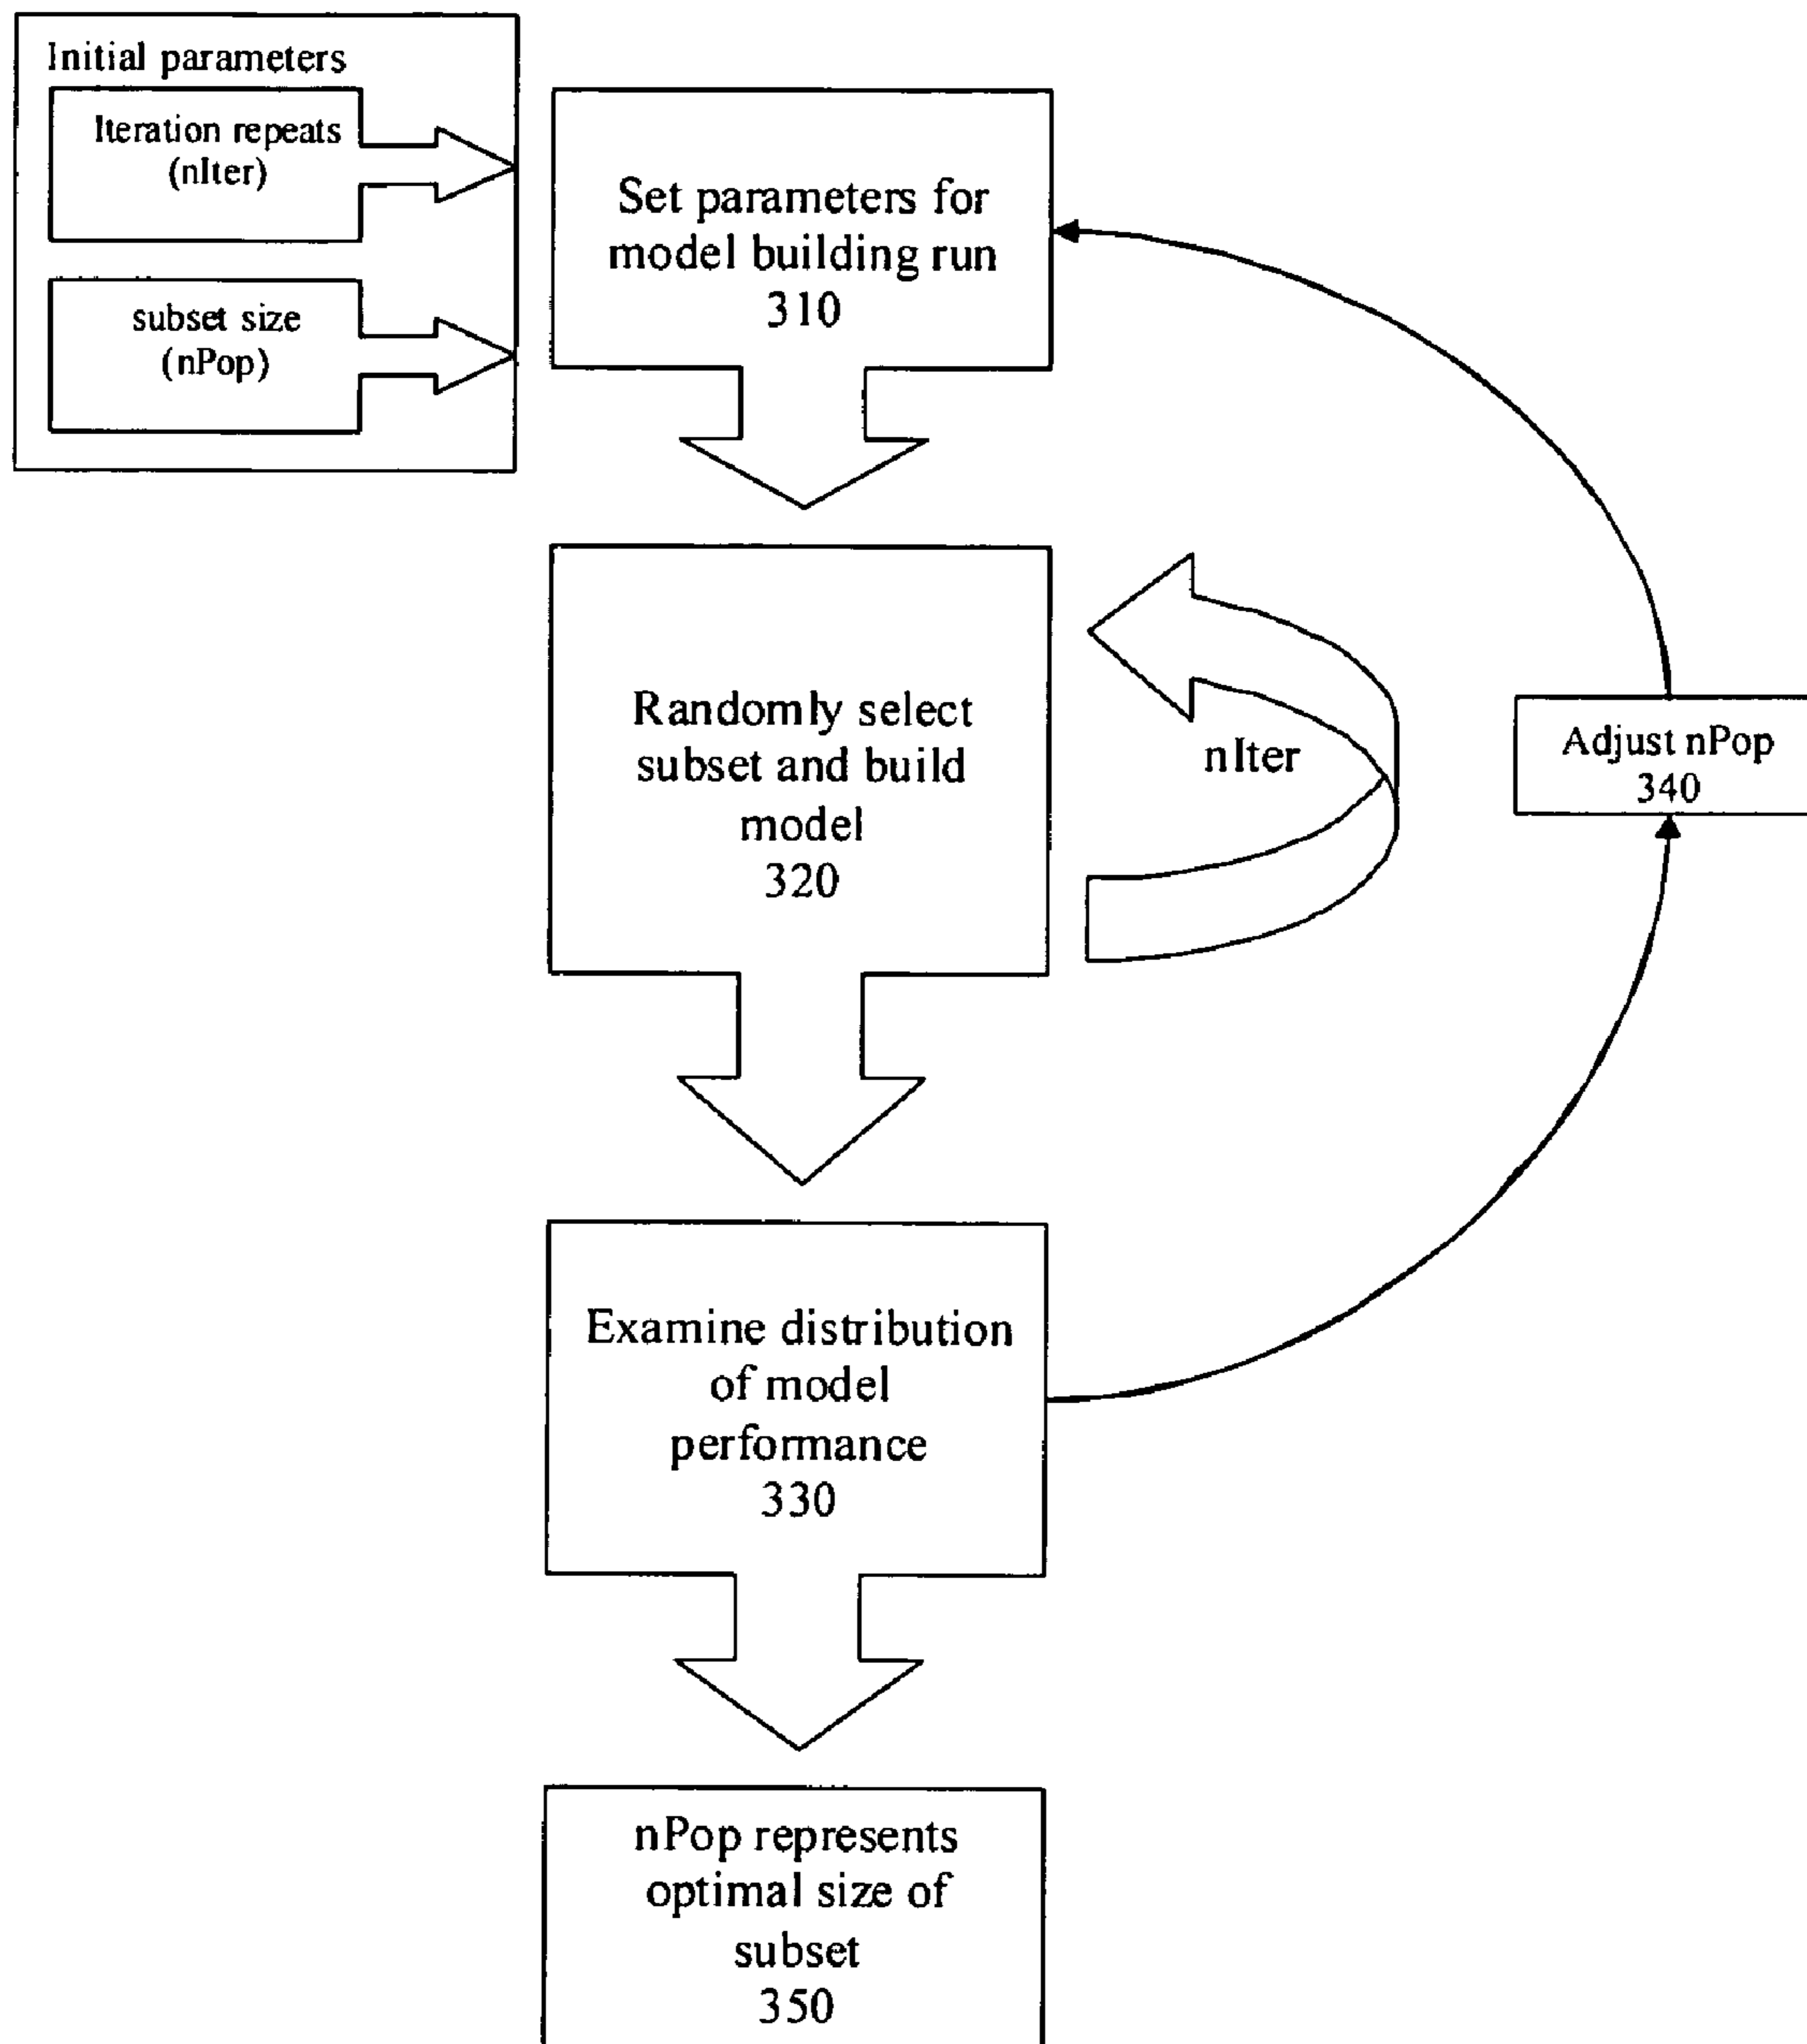 Initial parameters
Iteration repeats
(nIter)
subset size
(nPop)
Set parameters for
model building run
310
Randomly select
subset and build
model
320
nIter
Adjust nPop
340
Examine distribution
of model
performance
330
nPop represents
optimal size of
subset
350